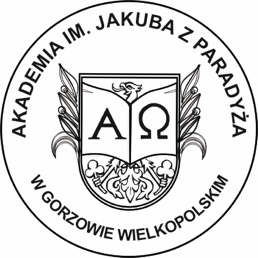 AKADEMIA IM. JAKUBA Z PARADYŻA
Α Ω
W GORZOWIE WIELKOPOLSKIM